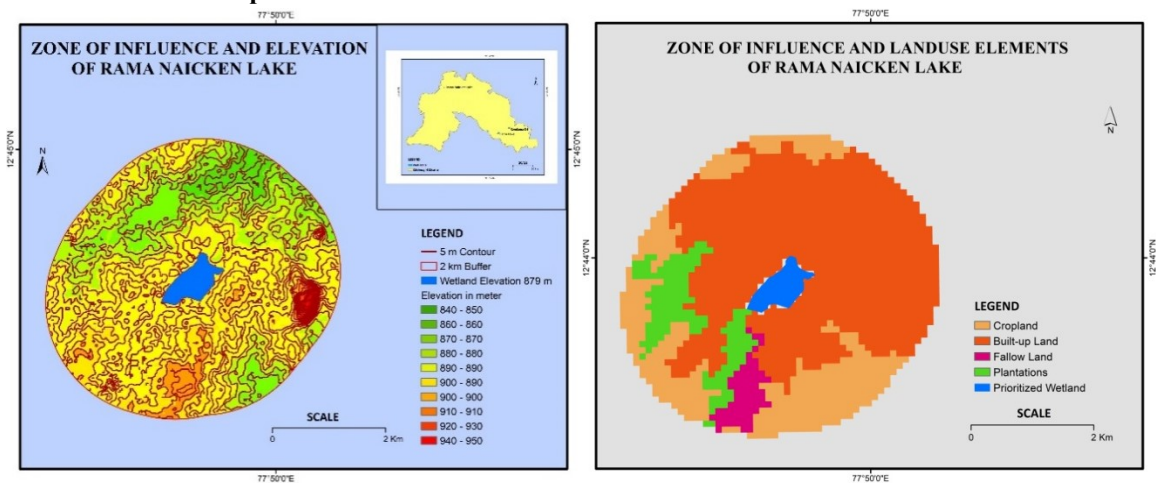 77°50'0"E
ZONE OF INFLUENCE AND ELEVATION
OF RAMA NAICKEN LAKE
12°45'0"N
N
LEGEND
5 m Contour
2 km Buffer
Wetland Elevation 879 m
Elevation in meter
840 - 850
860 - 860
870 - 870
880 - 880
890 - 890
900 - 890
900 - 900
910 - 910
920 - 930
940 - 950
SCALE
0 2 Km
77°50'0"E
77°50'0"E
ZONE OF INFLUENCE AND LANDUSE ELEMENTS
OF RAMA NAICKEN LAKE
N
12°44'0"N
12°44'0"N
LEGEND
Cropland
Built-up Land
Fallow Land
Plantations
Prioritized Wetland
SCALE
0 2 Km
77°50'0"E